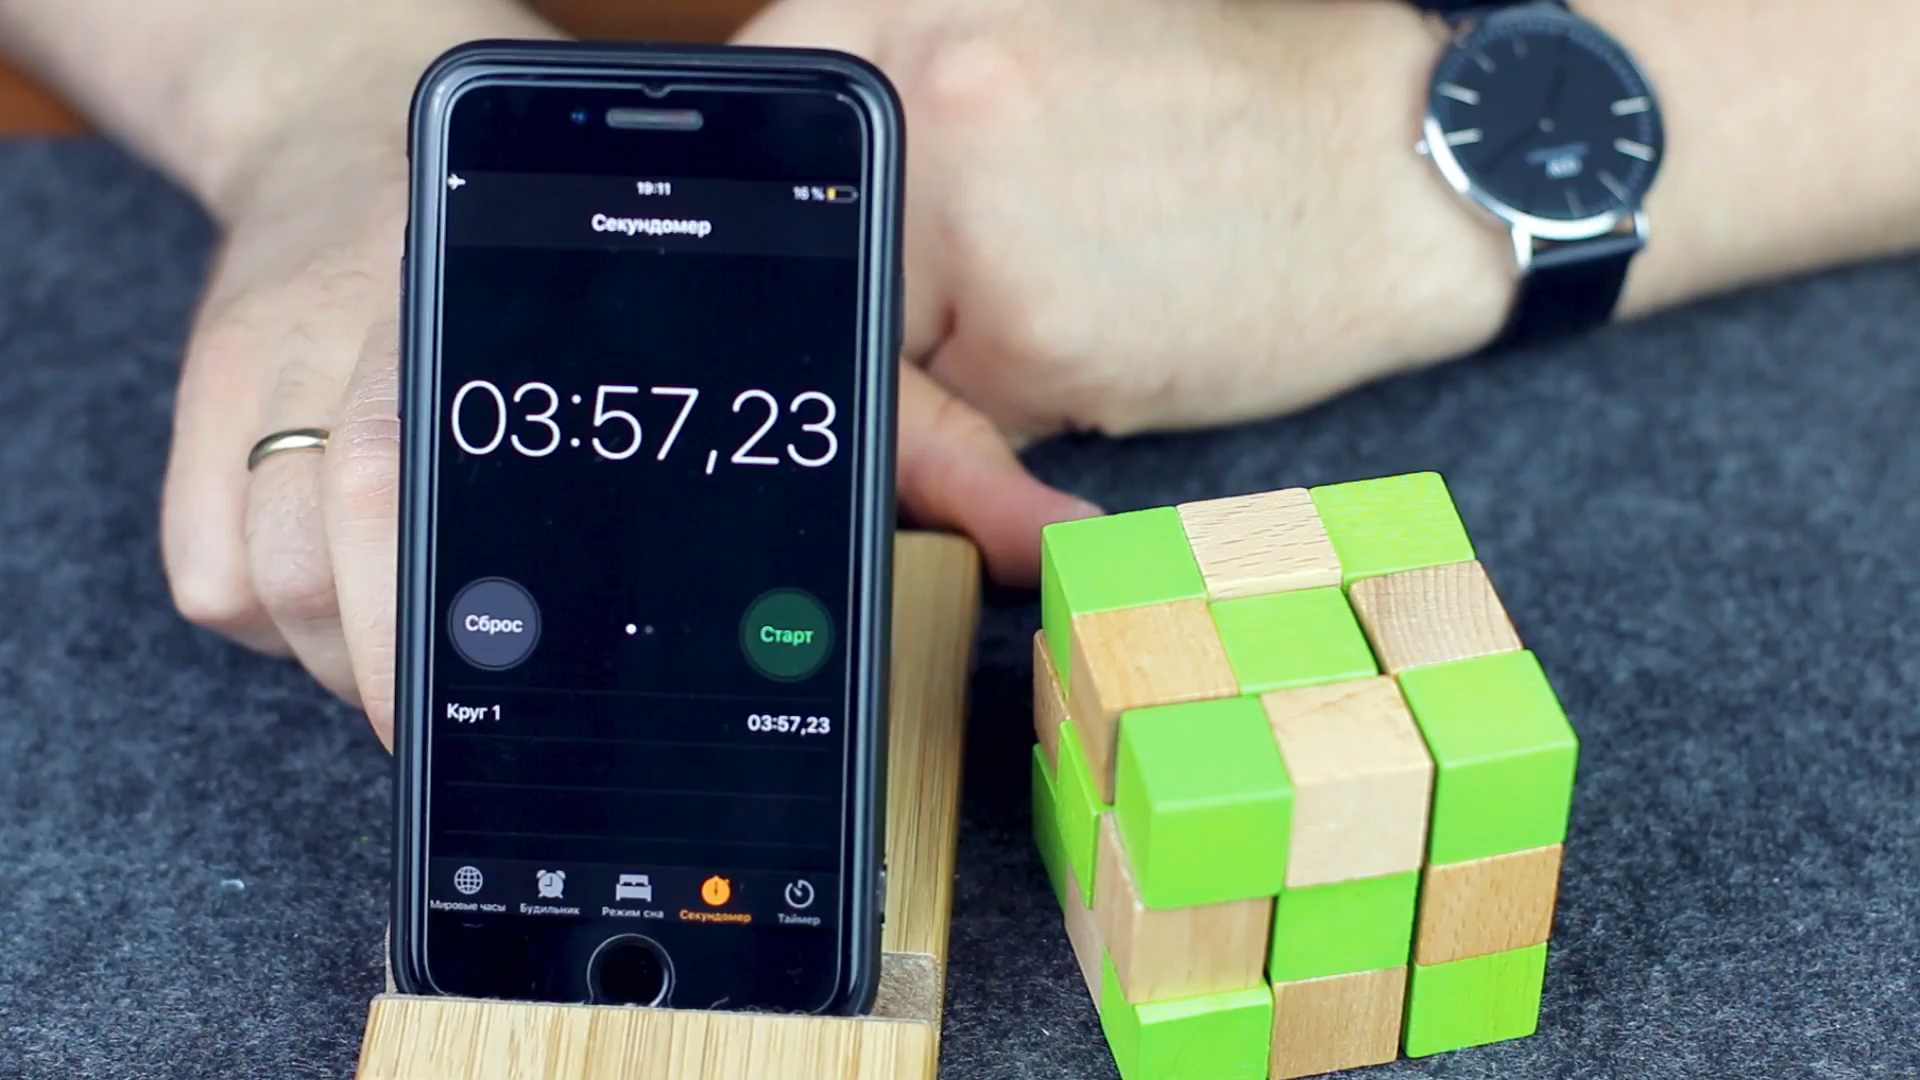 19:11
16 %
Секундомер
03:57,23
Сброс
Старт
Круг 1
03:57,23
Мировые часы
Будильник
Режим сна
Секундомер
Таймер